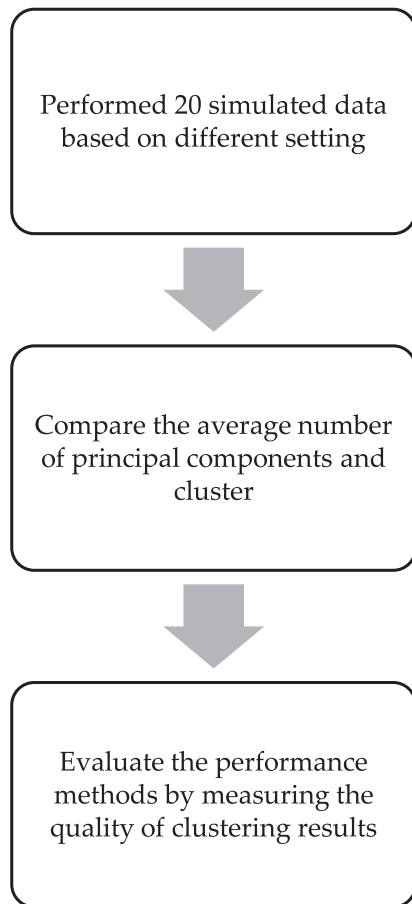 Performed 20 simulated data
based on different setting
Compare the average number
of principal components and
cluster
Evaluate the performance
methods by measuring the
quality of clustering results